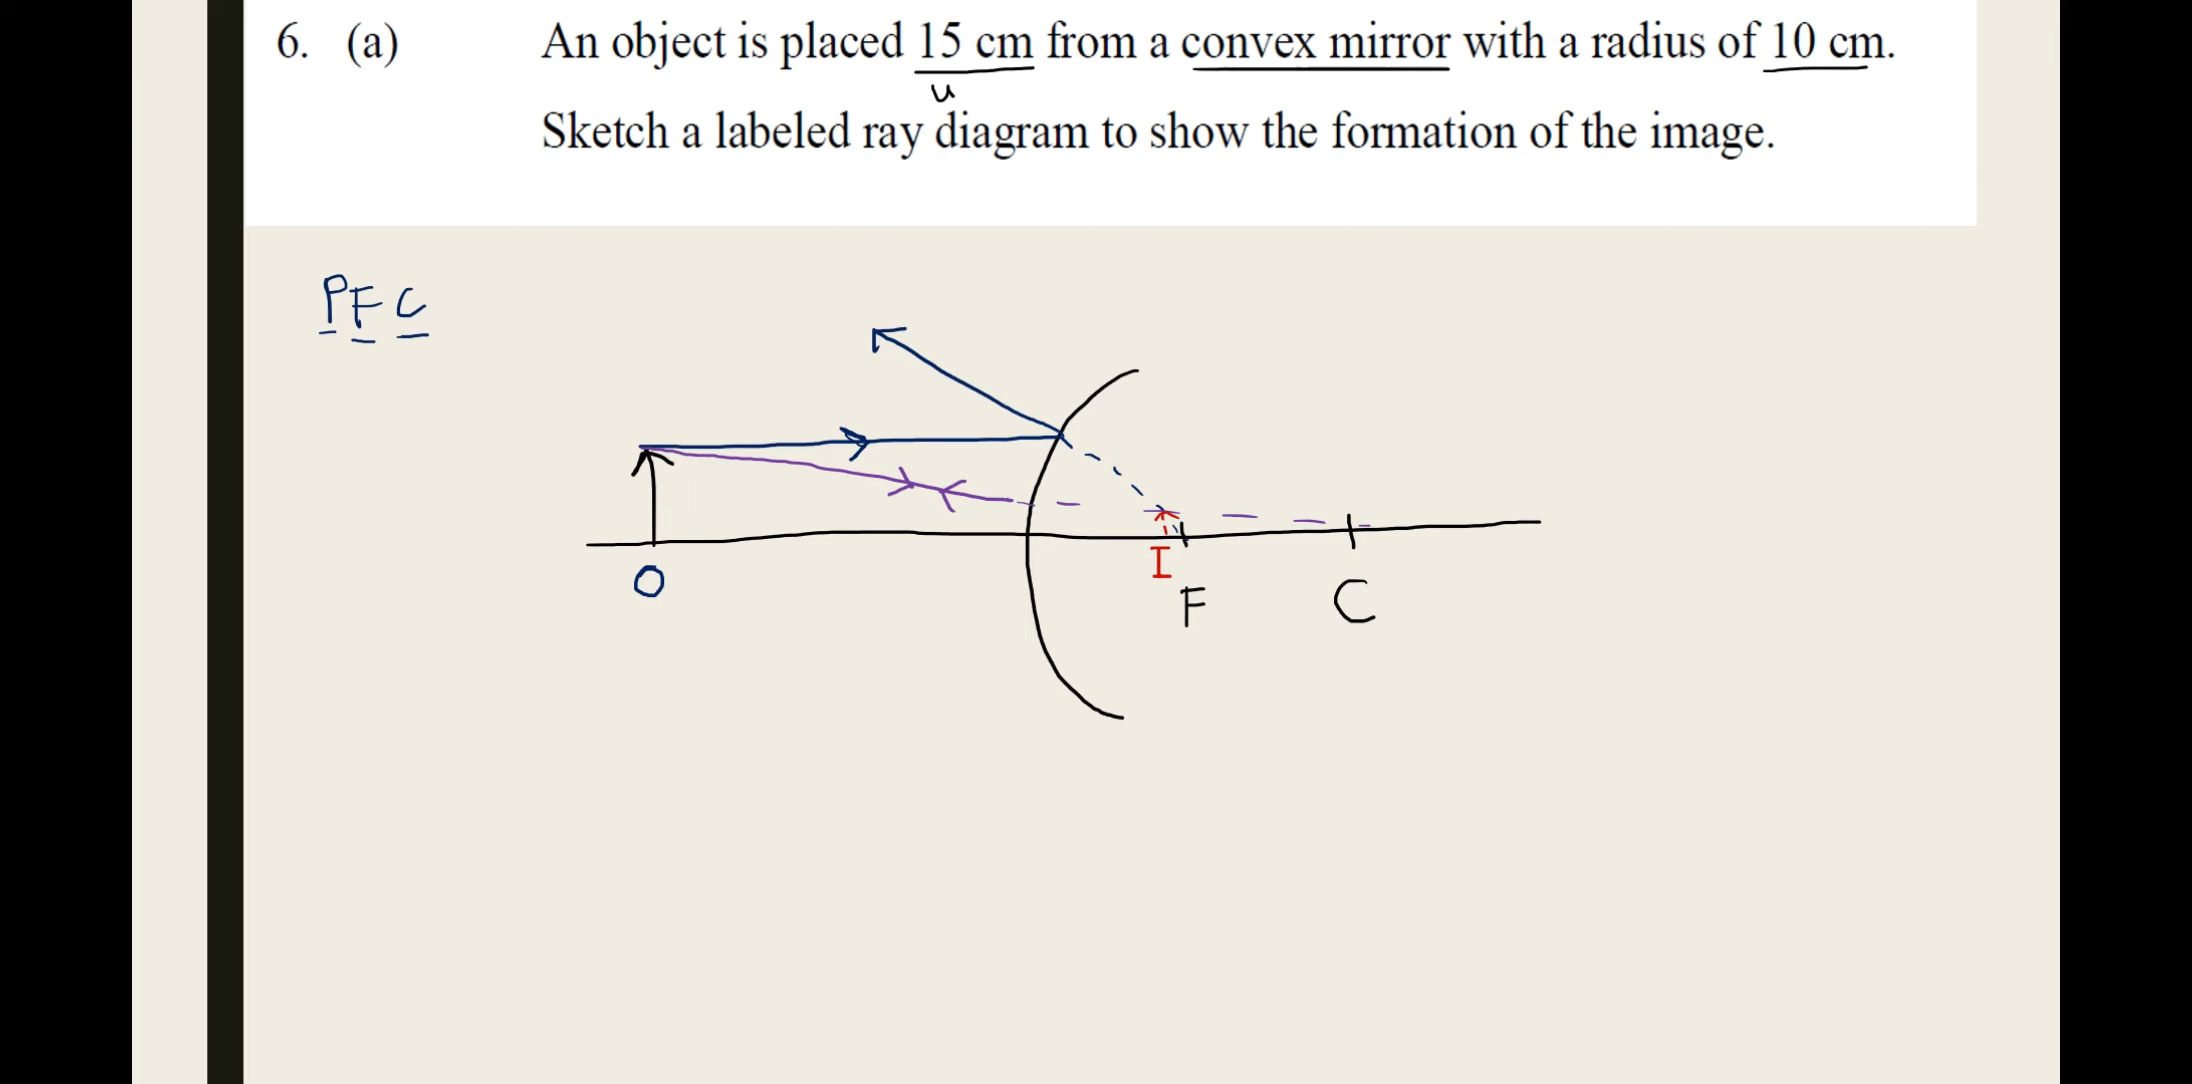 6. (a) An object is placed 15 cm from a convex mirror with a radius of 10 cm.
u
Sketch a labeled ray diagram to show the formation of the image.
PFC
I
O
F
C